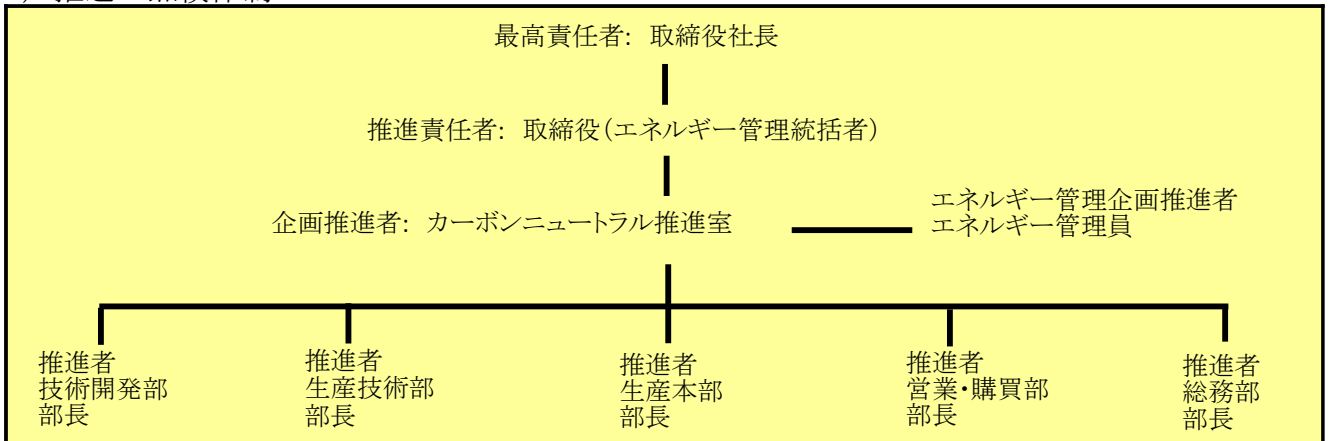 最高責任者: 取締役社長
推進責任者: 取締役(エネルギー管理統括者)
企画推進者: カーボンニュートラル推進室
エネルギー管理企画推進者
エネルギー管理員
推進者
技術開発部
部長
推進者
生産技術部
部長
推進者
生産本部
部長
推進者
営業・購買部
部長
推進者
総務部
部長